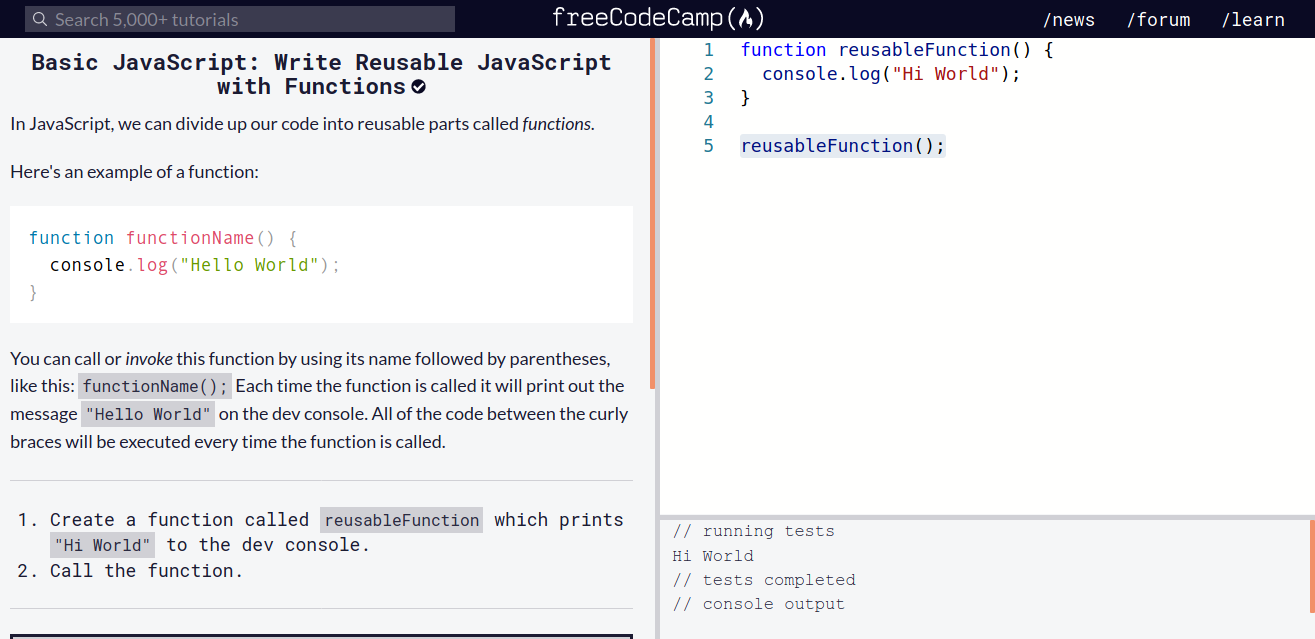 Search 5,000+ tutorials
freeCodeCamp
/news /forum /learn
Basic JavaScript: Write Reusable JavaScript
with Functions
In JavaScript, we can divide up our code into reusable parts called functions.
Here's an example of a function:
function functionName() {
  console.log("Hello World");
}
You can call or invoke this function by using its name followed by parentheses,
like this: functionName(); Each time the function is called it will print out the
message "Hello World" on the dev console. All of the code between the curly
braces will be executed every time the function is called.
1. Create a function called reusableFunction which prints
"Hi World" to the dev console.
2. Call the function.
1 function reusableFunction() {
2   console.log("Hi World");
3 }
4
5 reusableFunction();
// running tests
Hi World
// tests completed
// console output